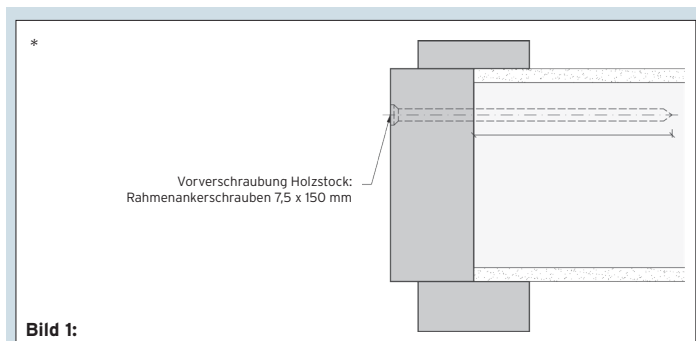 *
Vorverschraubung Holzstock:
Rahmenankerschrauben 7,5 x 150 mm
Bild 1: